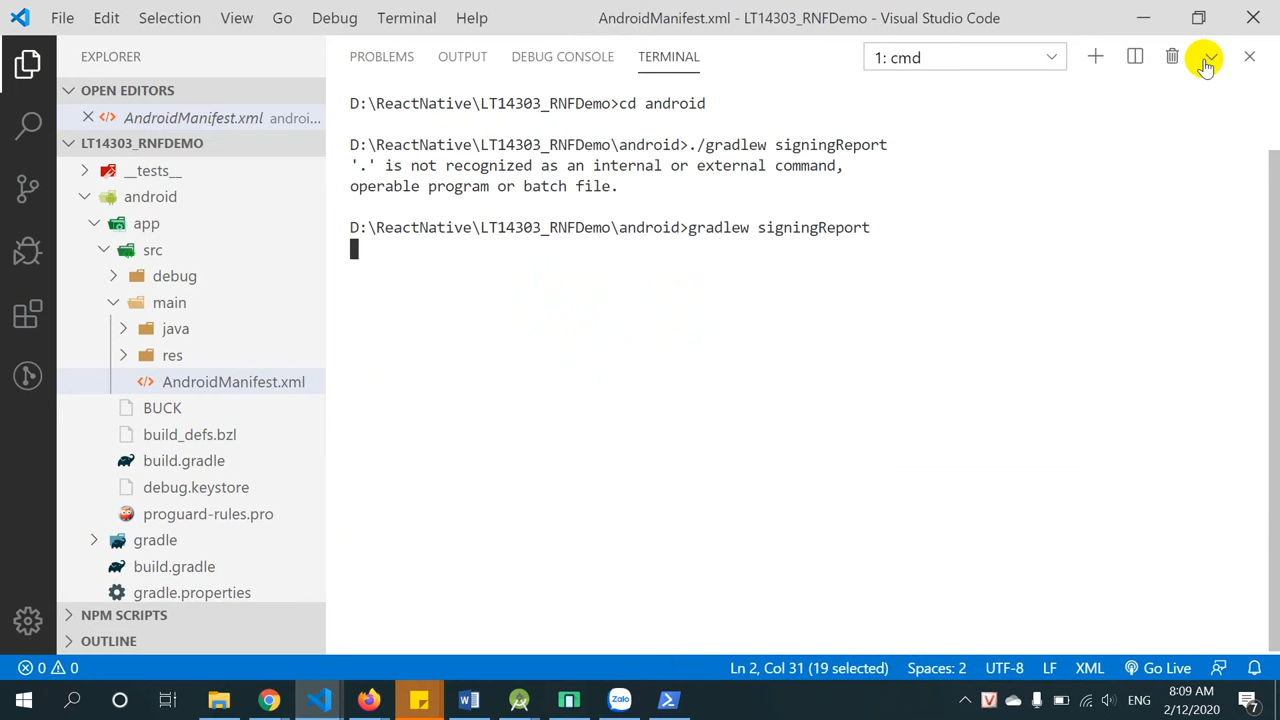 File Edit Selection View Go Debug Terminal Help
AndroidManifest.xml - LT14303_RNFDemo - Visual Studio Code
EXPLORER
OPEN EDITORS
AndroidManifest.xml androi...
LT14303_RNFDEMO
__tests__
android
app
src
debug
main
java
res
AndroidManifest.xml
BUCK
build_defs.bzl
build.gradle
debug.keystore
proguard-rules.pro
gradle
build.gradle
gradle.properties
NPM SCRIPTS
OUTLINE
PROBLEMS OUTPUT DEBUG CONSOLE TERMINAL
1: cmd
D:\ReactNative\LT14303_RNFDemo>cd android
D:\ReactNative\LT14303_RNFDemo\android>./gradlew signingReport
'.' is not recognized as an internal or external command,
operable program or batch file.
D:\ReactNative\LT14303_RNFDemo\android>gradlew signingReport
0 0
Ln 2, Col 31 (19 selected) Spaces: 2 UTF-8 LF XML Go Live
Zalo
ENG
8:09 AM
2/12/2020
7